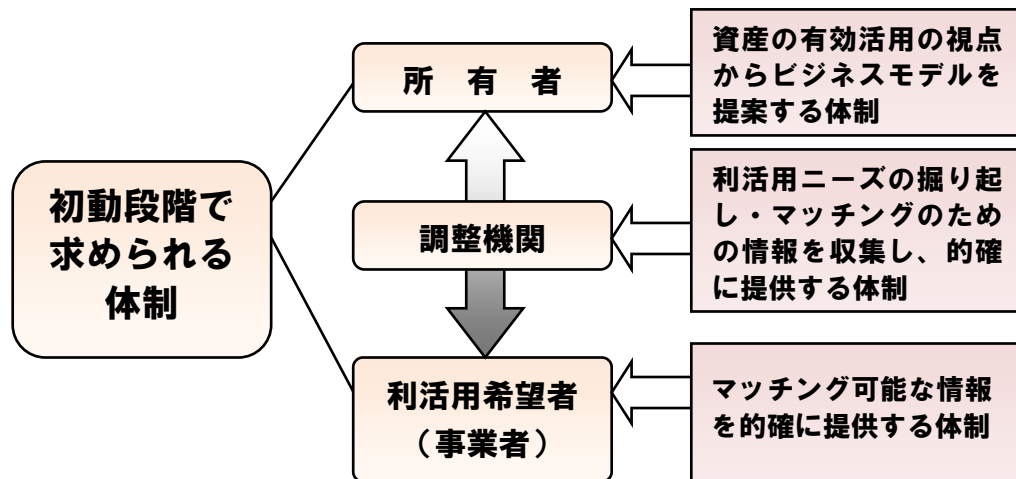 初動段階で
求められる
体制
所 有 者
調整機関
利活用希望者
（事業者）
資産の有効活用の視点
からビジネスモデルを
提案する体制
利活用ニーズの掘り起
し・マッチングのため
の情報を収集し、的確
に提供する体制
マッチング可能な情報
を的確に提供する体制